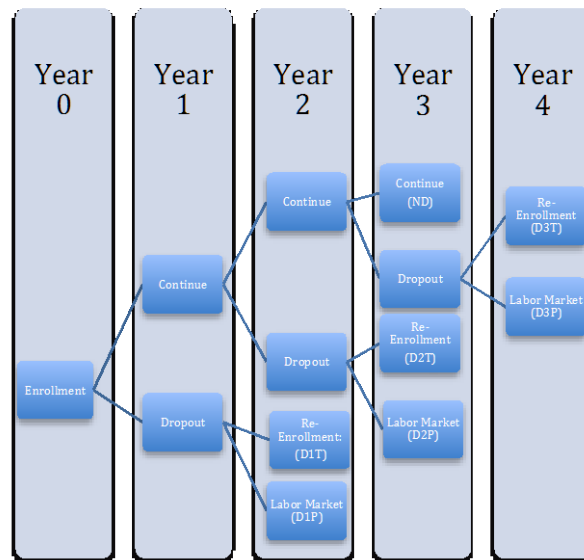 Year
0
Year
1
Year
2
Year
3
Year
4
Enrollment
Continue
Dropout
Continue
Dropout
Re-
Enrollment:
(D1T)
Labor Market
(D1P)
Continue
(ND)
Dropout
Re-
Enrollment
(D2T)
Labor Market
(D2P)
Re-
Enrollment
(D3T)
Labor Market
(D3P)